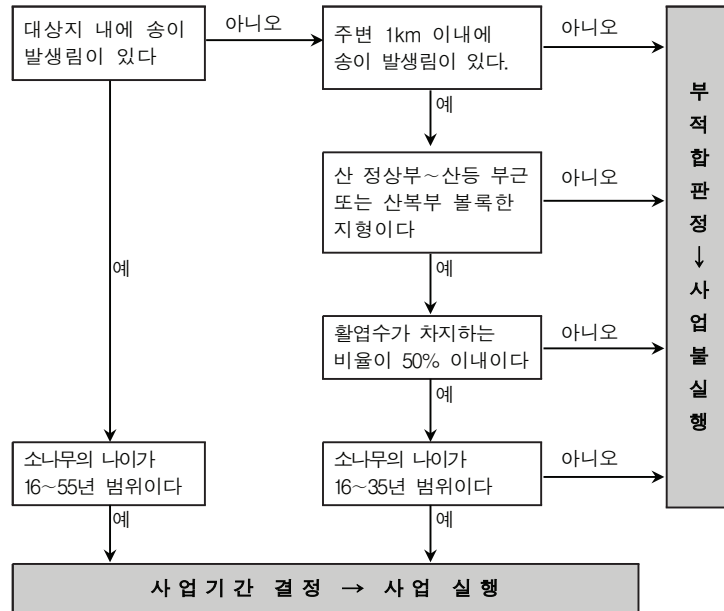 대상지 내에 송이
발생림이 있다
아니오
주변 1km 이내에
송이 발생림이 있다.
아니오
예
산 정상부~산등 부근
또는 산복부 볼록한
지형이다
아니오
예
예
활엽수가 차지하는
비율이 50% 이내이다
아니오
예
소나무의 나이가
16~55년 범위이다
소나무의 나이가
16~35년 범위이다
아니오
예
예
부적합판정↓사업불실행
사업기간 결정 → 사업 실행